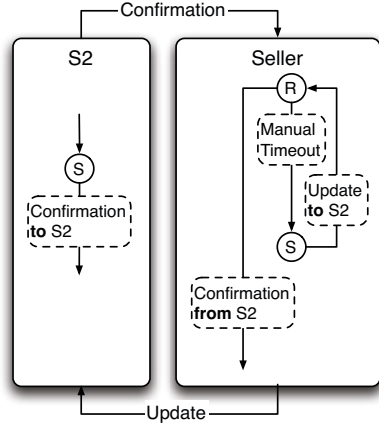 Confirmation
S2
Seller
R
Manual
Timeout
S
Confirmation
to S2
Update
to S2
S
Confirmation
from S2
Update